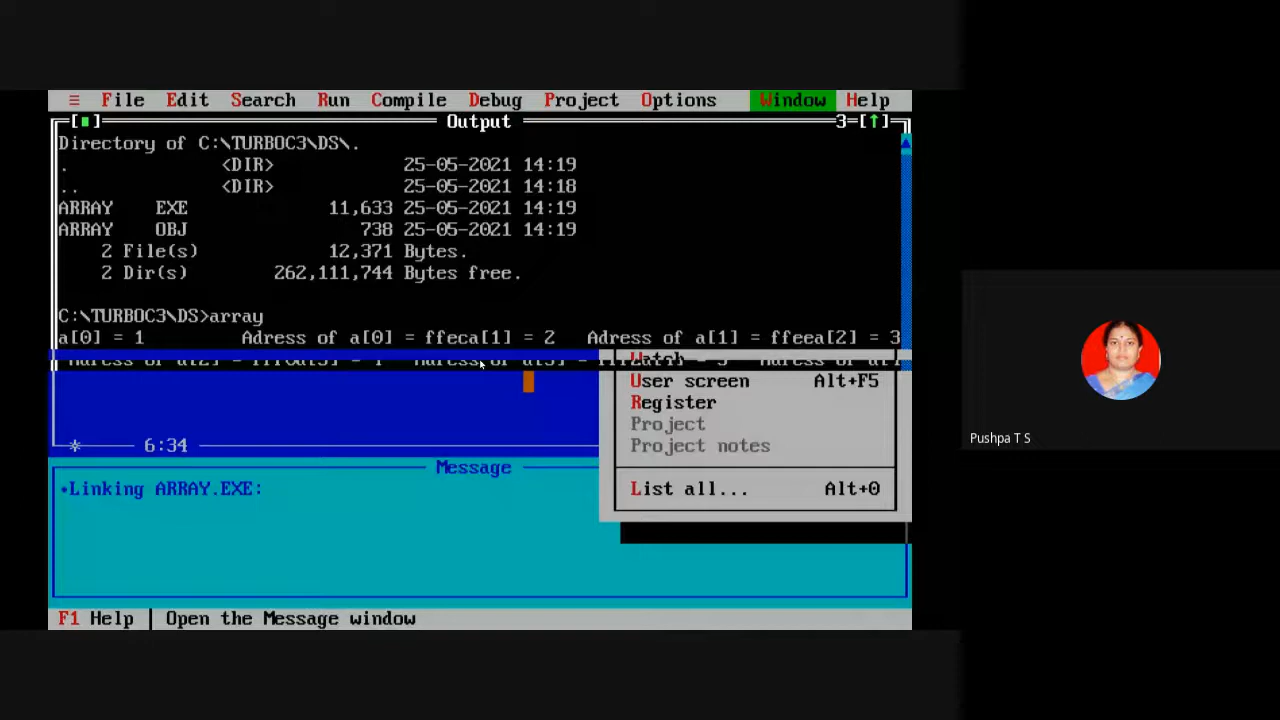 ≡ File Edit Search Run Compile Debug Project Options Window Help
[■] Output 3=[↑]
Directory of C:\TURBOC3\DS\.
. <DIR> 25-05-2021 14:19
.. <DIR> 25-05-2021 14:18
ARRAY EXE 11,633 25-05-2021 14:19
ARRAY OBJ 738 25-05-2021 14:19
2 File(s) 12,371 Bytes.
2 Dir(s) 262,111,744 Bytes free.
C:\TURBOC3\DS>array
a[0] = 1 Adress of a[0] = ffeca[1] = 2 Adress of a[1] = ffeea[2] = 3
Watch
User screen Alt+F5
Register
Project
Project notes
6:34
Message
List all... Alt+0
•Linking ARRAY.EXE:
F1 Help | Open the Message window
Pushpa T S